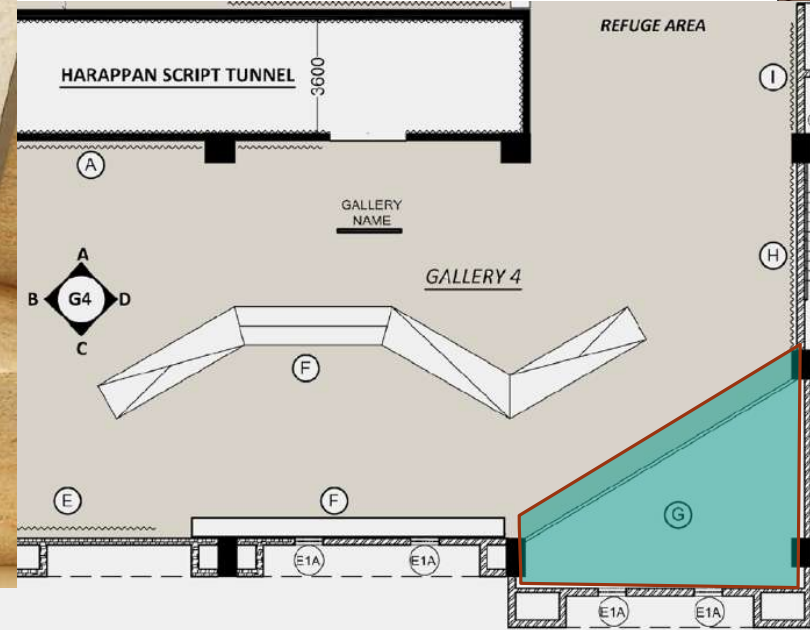 REFUGE AREA
HARAPPAN SCRIPT TUNNEL
3600
I
A
GALLERY
NAME
H
GALLERY 4
A
B G4 D
C
F
E
F
G
E1A
E1A
E1A
E1A